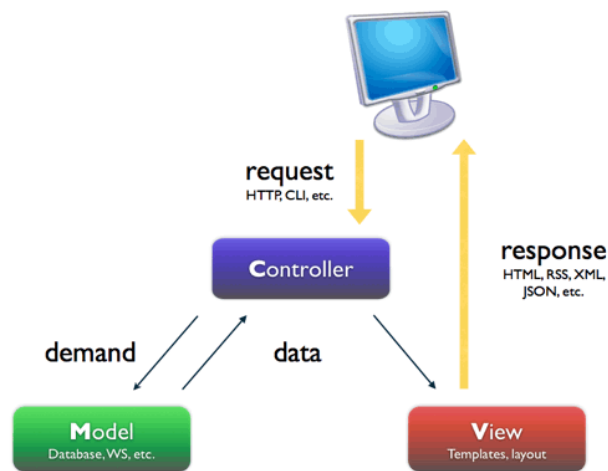 request
HTTP, CLI, etc.
Controller
response
HTML, RSS, XML,
JSON, etc.
demand
data
Model
Database, WS, etc.
View
Templates, layout